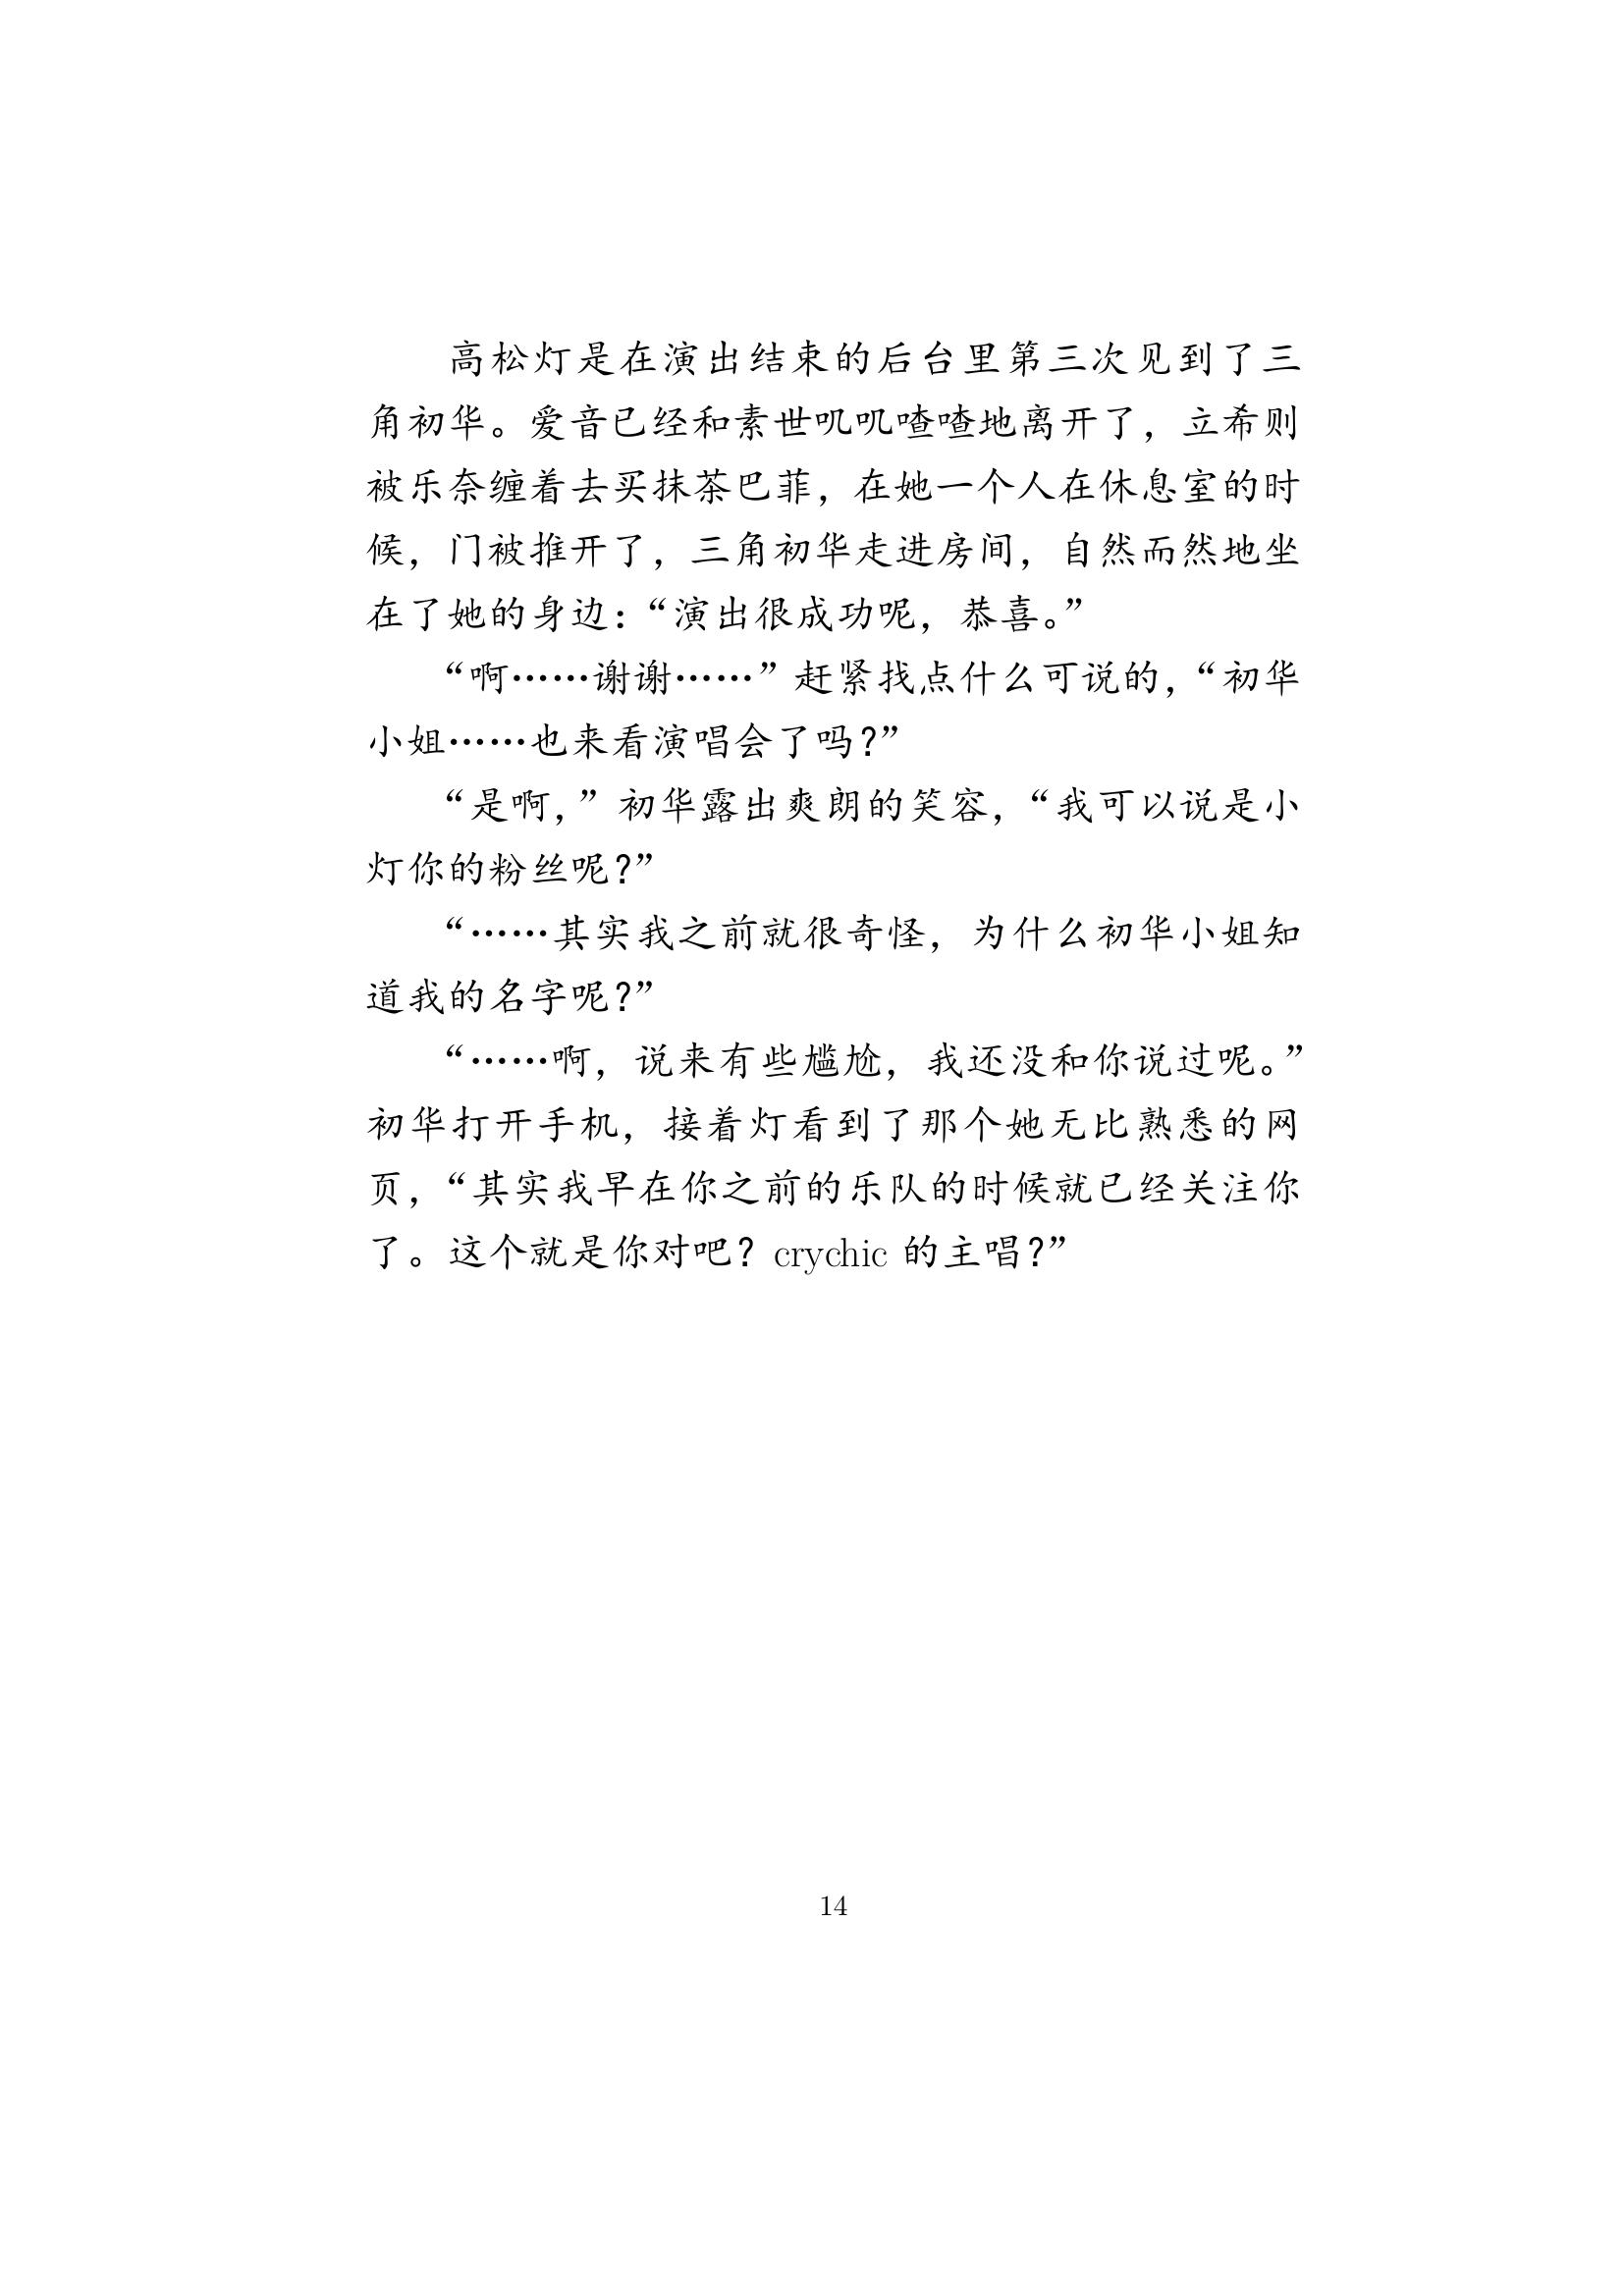 高松灯是在演出结束的后台里第三次见到了三
角初华。爱音已经和素世叽叽喳喳地离开了，立希则
被乐奈缠着去买抹茶巴菲，在她一个人在休息室的时
候，门被推开了，三角初华走进房间，自然而然地坐
在了她的身边：“演出很成功呢，恭喜。”
“啊……谢谢……”赶紧找点什么可说的，“初华
小姐……也来看演唱会了吗？”
“是啊，”初华露出爽朗的笑容，“我可以说是小
灯你的粉丝呢？”
“……其实我之前就很奇怪，为什么初华小姐知
道我的名字呢？”
“……啊，说来有些尴尬，我还没和你说过呢。”
初华打开手机，接着灯看到了那个她无比熟悉的网
页，“其实我早在你之前的乐队的时候就已经关注你
了。这个就是你对吧？crychic 的主唱？”
14